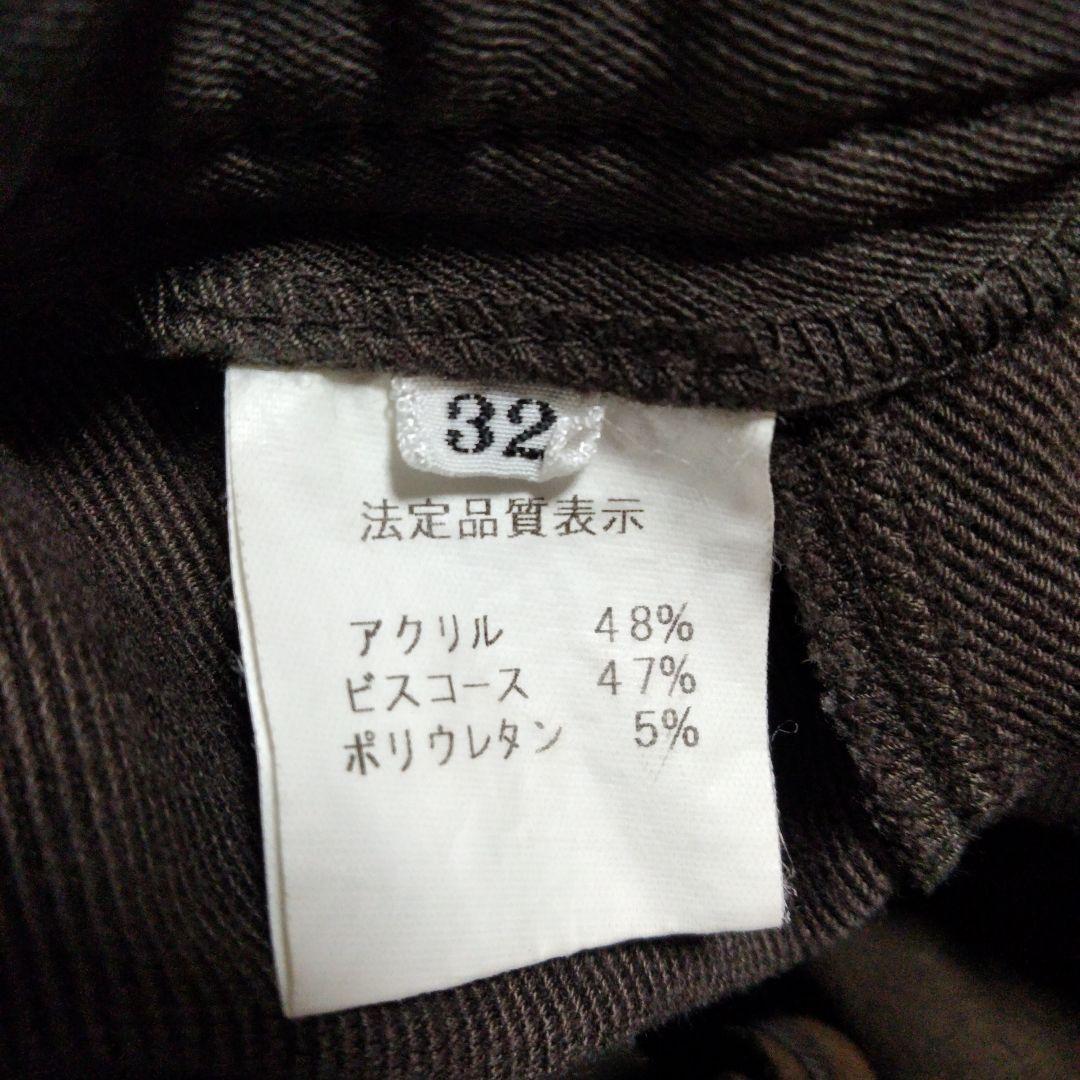 32
法定品質表示
アクリル 48%
ビスコース 47%
ポリウレタン 5%